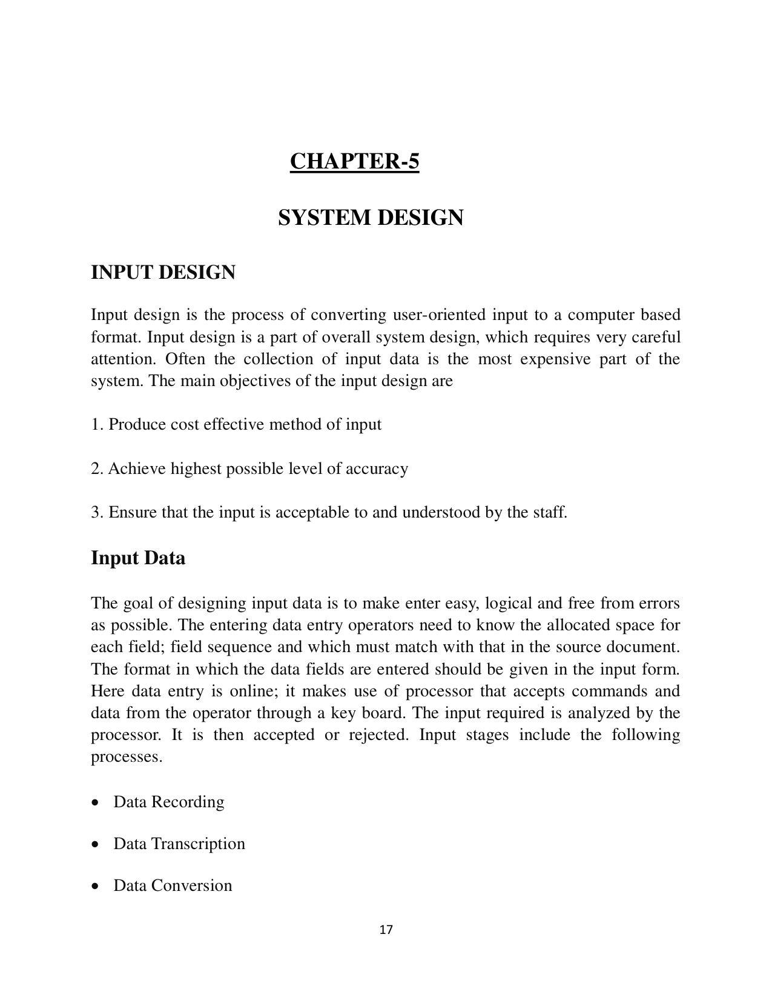 CHAPTER-5
SYSTEM DESIGN
INPUT DESIGN
Input design is the process of converting user-oriented input to a computer based
format. Input design is a part of overall system design, which requires very careful
attention. Often the collection of input data is the most expensive part of the
system. The main objectives of the input design are
1. Produce cost effective method of input
2. Achieve highest possible level of accuracy
3. Ensure that the input is acceptable to and understood by the staff.
Input Data
The goal of designing input data is to make enter easy, logical and free from errors
as possible. The entering data entry operators need to know the allocated space for
each field; field sequence and which must match with that in the source document.
The format in which the data fields are entered should be given in the input form.
Here data entry is online; it makes use of processor that accepts commands and
data from the operator through a key board. The input required is analyzed by the
processor. It is then accepted or rejected. Input stages include the following
processes.
• Data Recording
• Data Transcription
• Data Conversion
17